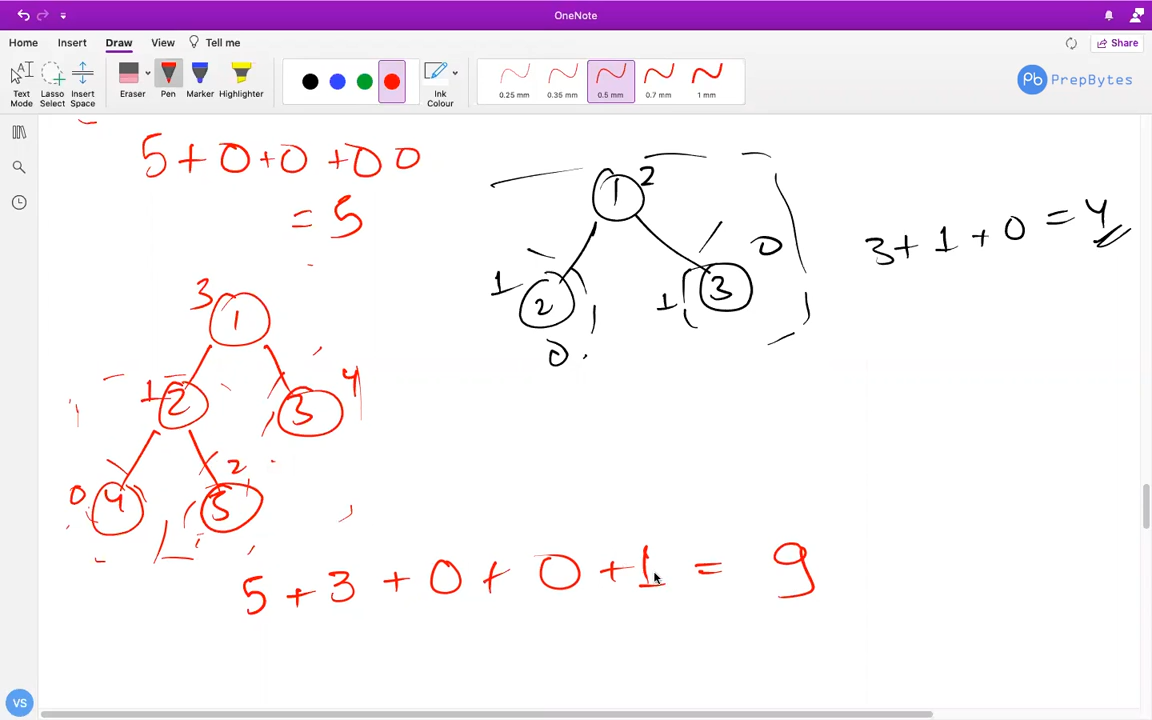 OneNote
Home Insert Draw View Tell me
Share
Text Mode
Lasso Select
Insert Space
Eraser
Pen
Marker
Highlighter
Ink Colour
0.25 mm
0.35 mm
0.5 mm
0.7 mm
1 mm
Pb PrepBytes
5+0+0+00
= 5
1 2
1 2 0
1 3 0
3+1+0=4
3 1
1 2
3 4
0 4
5 2
5+3+0+0+1 = 9
VS